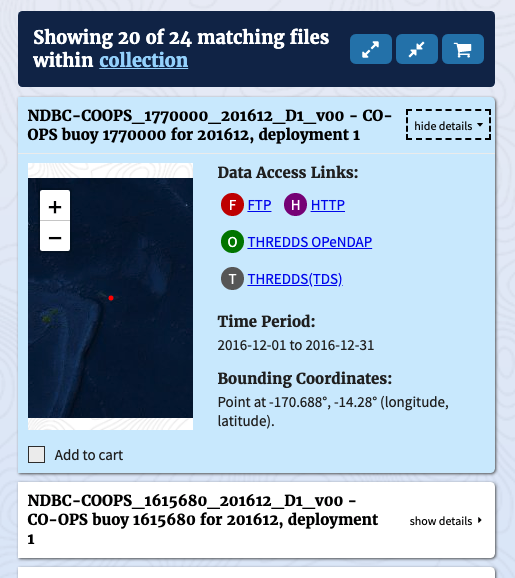 Showing 20 of 24 matching files
within collection
NDBC-COOPS_1770000_201612_D1_v00 - CO-
OPS buoy 1770000 for 201612, deployment 1
hide details
+
−
Data Access Links:
F FTP H HTTP
O THREDDS OPeNDAP
T THREDDS(TDS)
Time Period:
2016-12-01 to 2016-12-31
Bounding Coordinates:
Point at -170.688°, -14.28° (longitude,
latitude).
Add to cart
NDBC-COOPS_1615680_201612_D1_v00 -
CO-OPS buoy 1615680 for 201612, deployment
1
show details